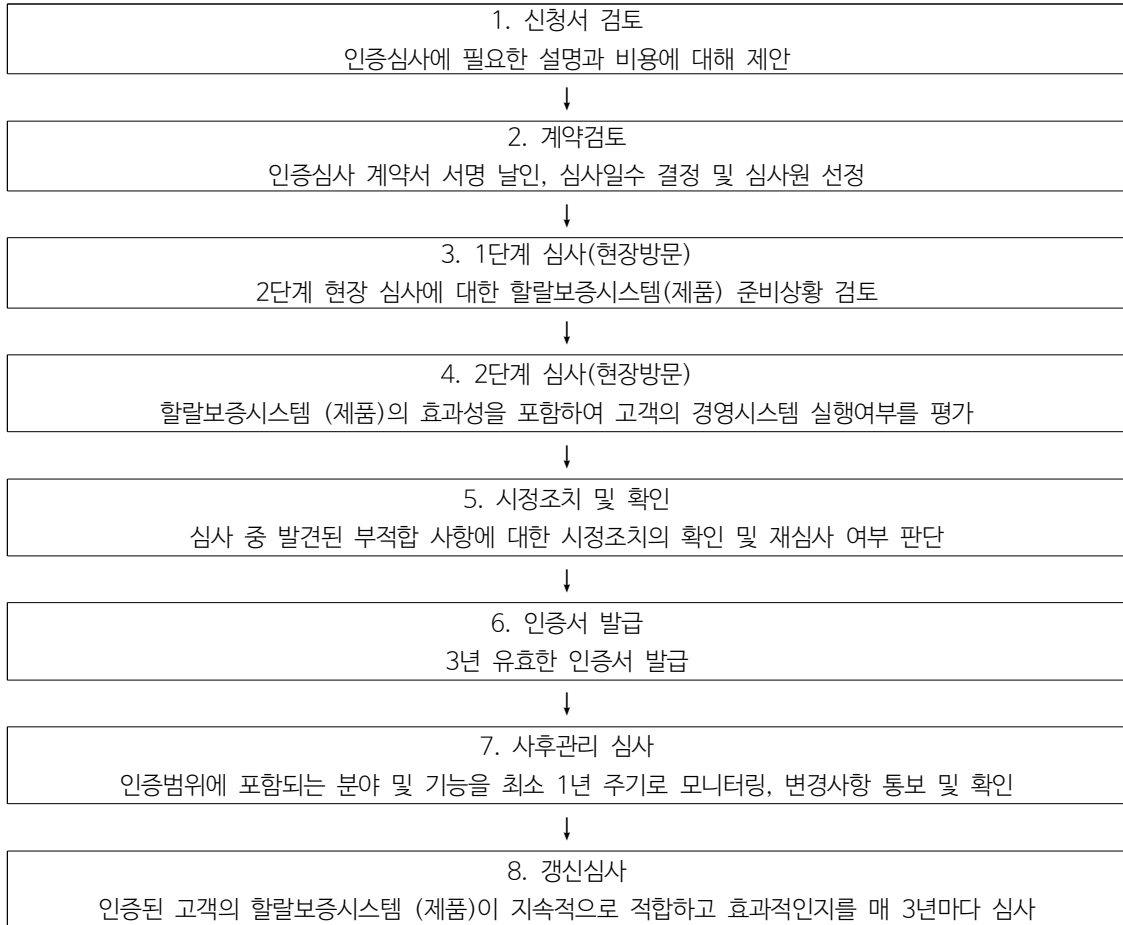 1. 신청서 검토
인증심사에 필요한 설명과 비용에 대해 제안
↓
2. 계약검토
인증심사 계약서 서명 날인, 심사일수 결정 및 심사원 선정
↓
3. 1단계 심사(현장방문)
2단계 현장 심사에 대한 할랄보증시스템(제품) 준비상황 검토
↓
4. 2단계 심사(현장방문)
할랄보증시스템 (제품)의 효과성을 포함하여 고객의 경영시스템 실행여부를 평가
↓
5. 시정조치 및 확인
심사 중 발견된 부적합 사항에 대한 시정조치의 확인 및 재심사 여부 판단
↓
6. 인증서 발급
3년 유효한 인증서 발급
↓
7. 사후관리 심사
인증범위에 포함되는 분야 및 기능을 최소 1년 주기로 모니터링, 변경사항 통보 및 확인
↓
8. 갱신심사
인증된 고객의 할랄보증시스템 (제품)이 지속적으로 적합하고 효과적인지를 매 3년마다 심사